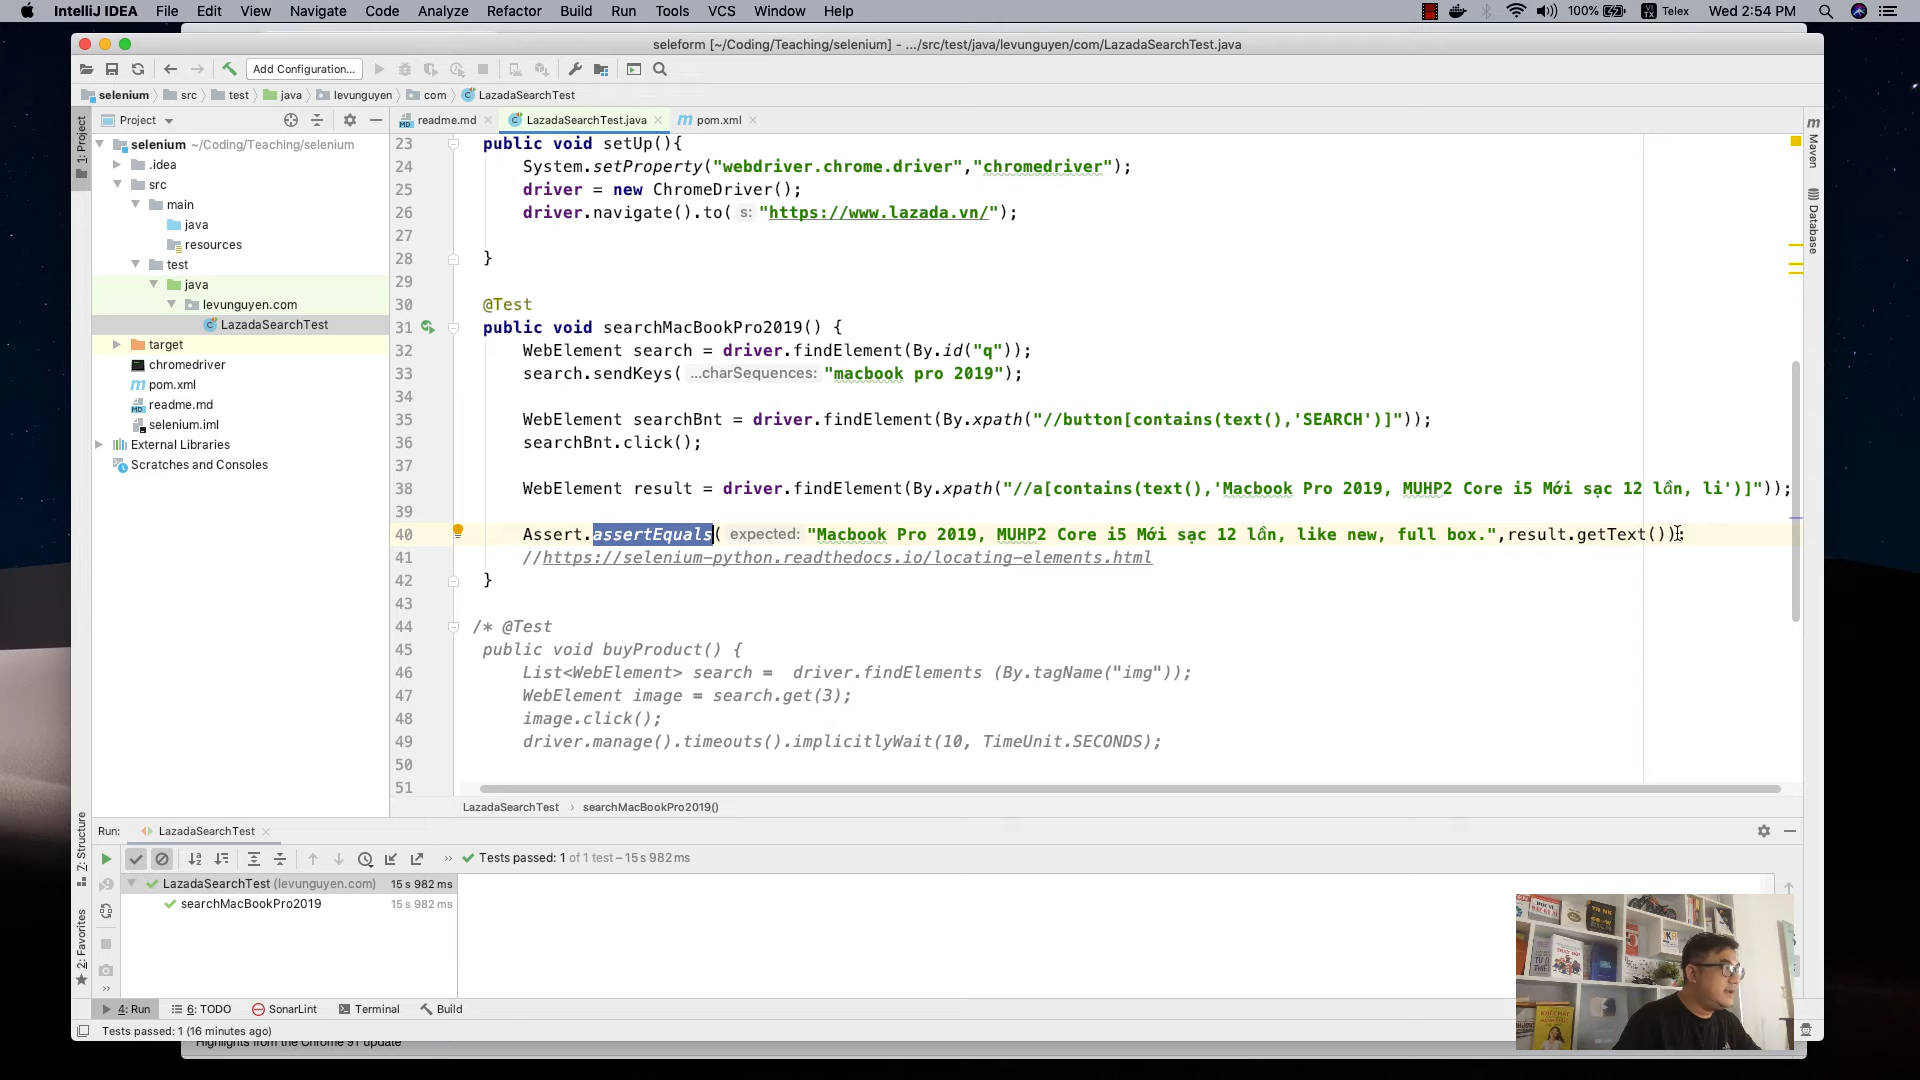 IntelliJ IDEA File Edit View Navigate Code Analyze Refactor Build Run Tools VCS Window Help 100% VI TX Telex Wed 2:54 PM
seleform [~/Coding/Teaching/selenium] - .../src/test/java/levunguyen/com/LazadaSearchTest.java
Add Configuration...
selenium src test java levunguyen com LazadaSearchTest
1: Project
Project
readme.md LazadaSearchTest.java pom.xml
selenium ~/Coding/Teaching/selenium
.idea
src
main
java
resources
test
java
levunguyen.com
LazadaSearchTest
target
chromedriver
pom.xml
readme.md
selenium.iml
External Libraries
Scratches and Consoles
23 public void setUp(){
24 System.setProperty("webdriver.chrome.driver","chromedriver");
25 driver = new ChromeDriver();
26 driver.navigate().to( s: "https://www.lazada.vn/");
27
28 }
29
30 @Test
31 public void searchMacBookPro2019() {
32 WebElement search = driver.findElement(By.id("q"));
33 search.sendKeys( ...charSequences: "macbook pro 2019");
34
35 WebElement searchBnt = driver.findElement(By.xpath("//button[contains(text(),'SEARCH')]"));
36 searchBnt.click();
37
38 WebElement result = driver.findElement(By.xpath("//a[contains(text(),'Macbook Pro 2019, MUHP2 Core i5 Mới sạc 12 lần, li')]"));
39
40 Assert.assertEquals( expected: "Macbook Pro 2019, MUHP2 Core i5 Mới sạc 12 lần, like new, full box.",result.getText());
41 //https://selenium-python.readthedocs.io/locating-elements.html
42 }
43
44 /* @Test
45 public void buyProduct() {
46 List<WebElement> search = driver.findElements (By.tagName("img"));
47 WebElement image = search.get(3);
48 image.click();
49 driver.manage().timeouts().implicitlyWait(10, TimeUnit.SECONDS);
50
51
Maven
Database
LazadaSearchTest searchMacBookPro2019()
Z: Structure
2: Favorites
Run: LazadaSearchTest
Tests passed: 1 of 1 test – 15 s 982 ms
LazadaSearchTest (levunguyen.com) 15 s 982 ms
searchMacBookPro2019 15 s 982 ms
4: Run 6: TODO SonarLint Terminal Build
Tests passed: 1 (16 minutes ago)
Highlights from the Chrome 91 update